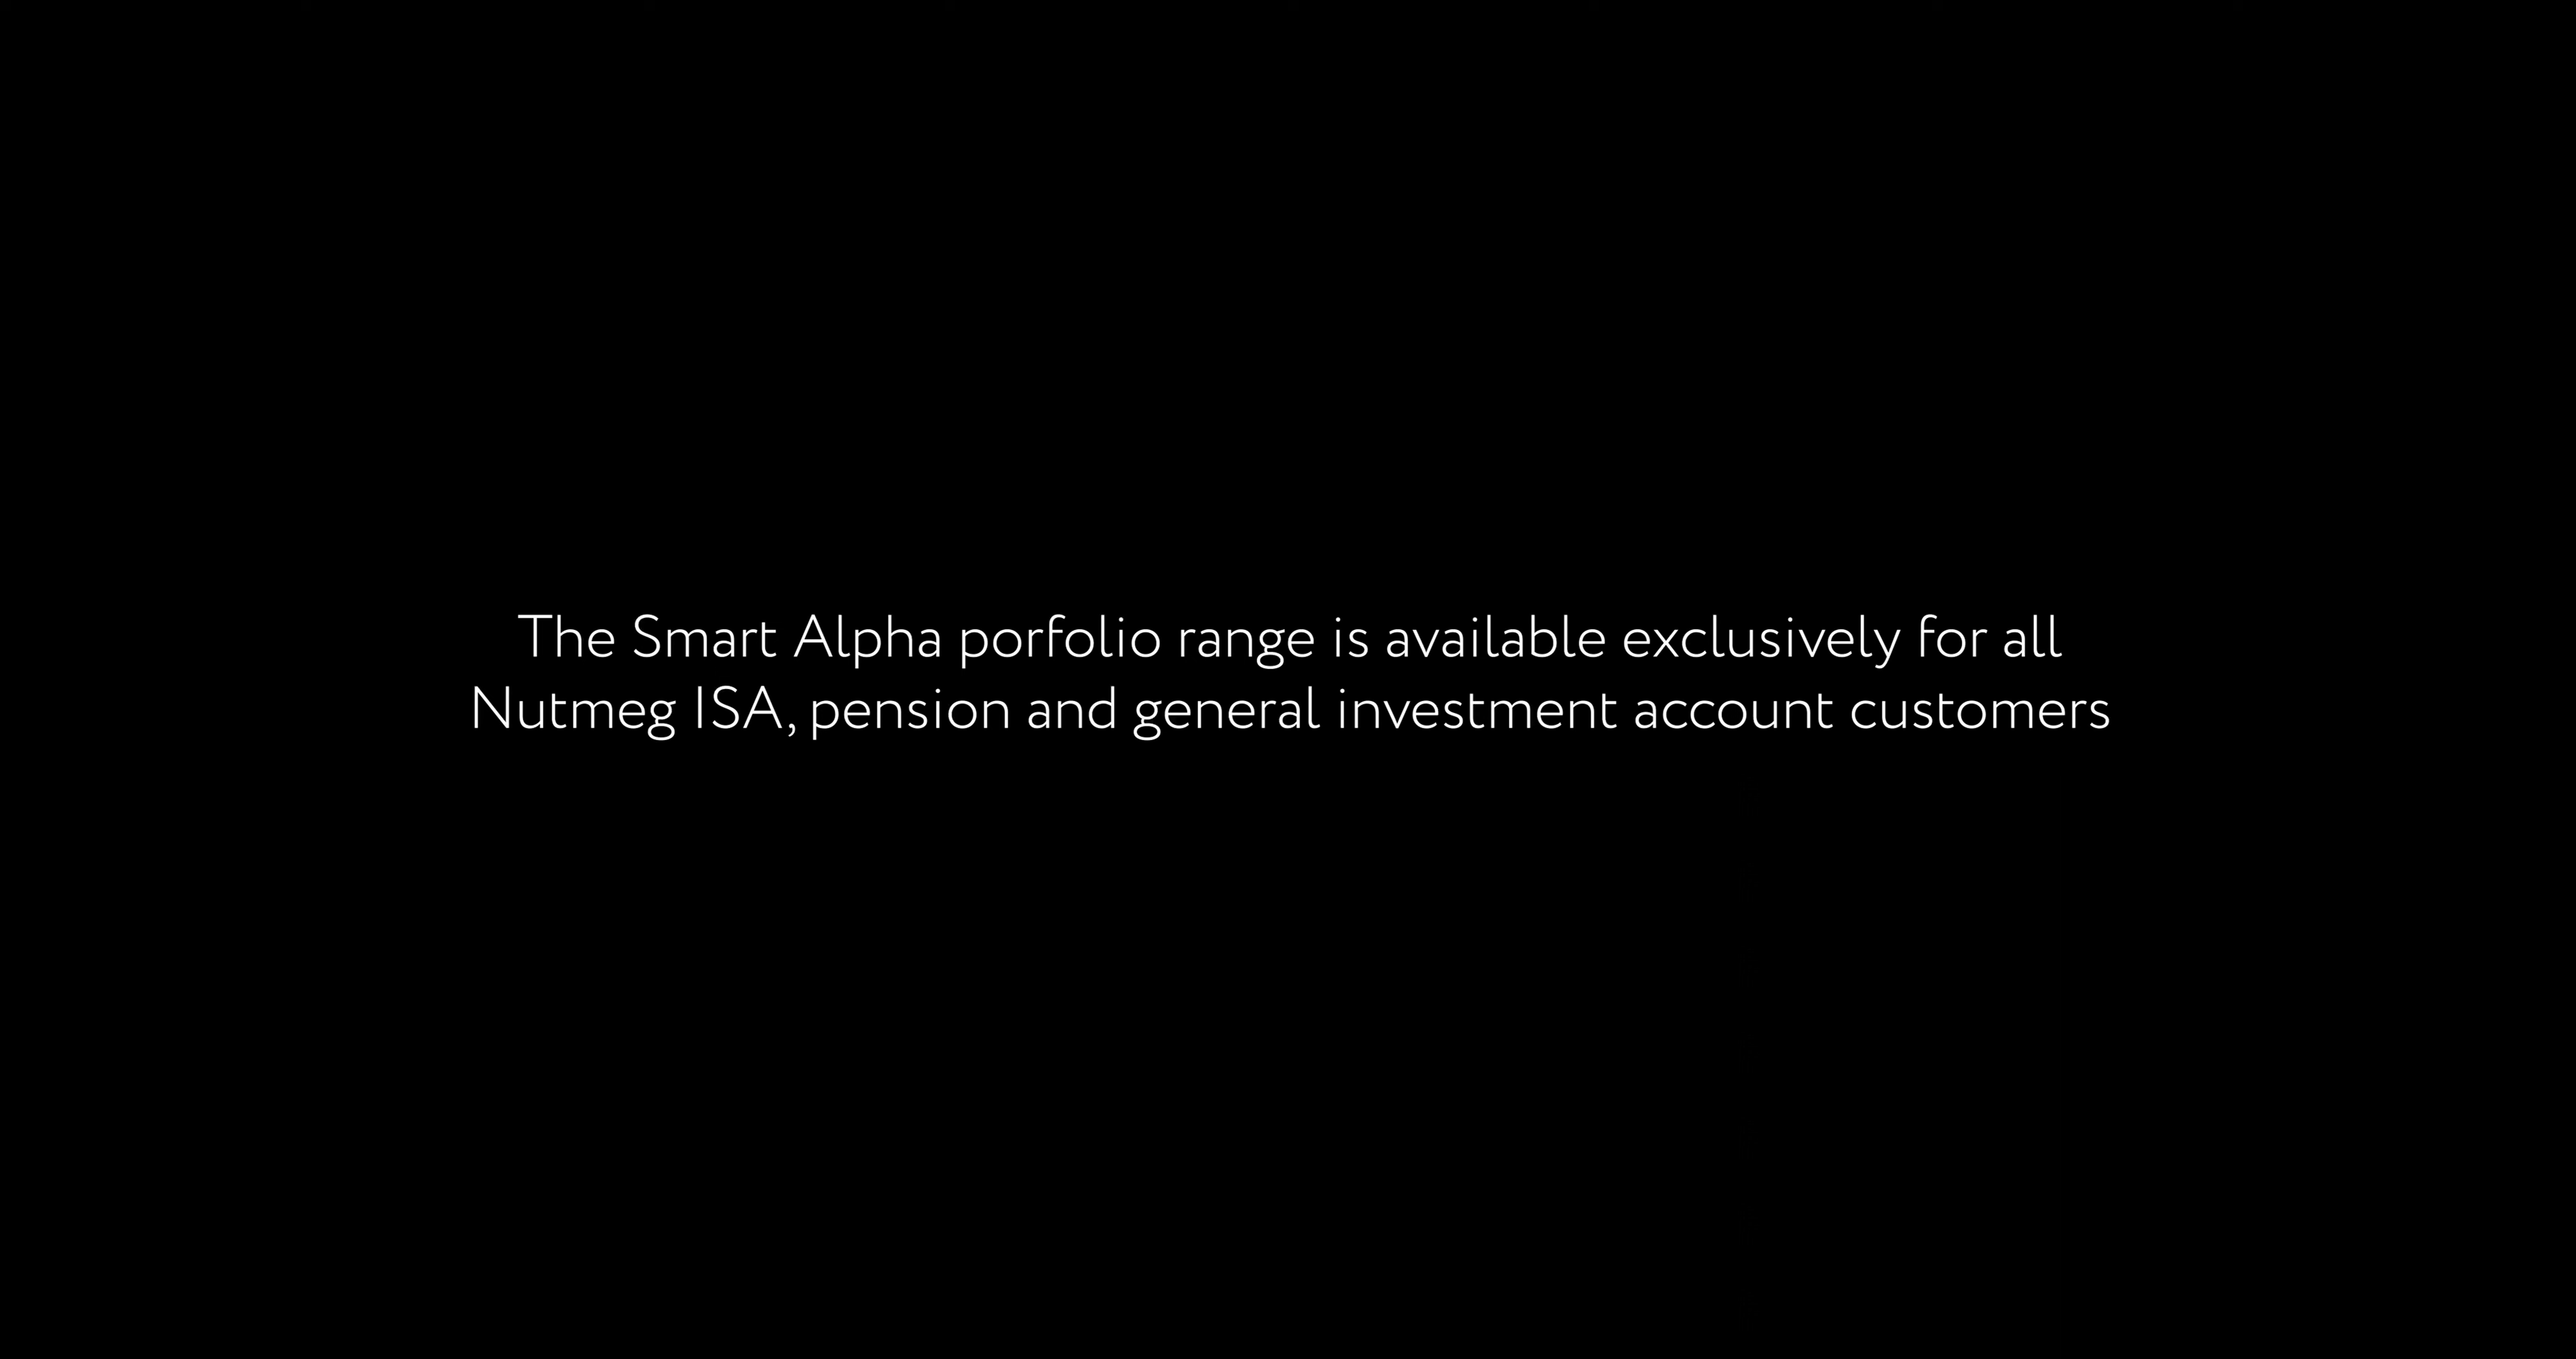 The Smart Alpha porfolio range is available exclusively for all
Nutmeg ISA, pension and general investment account customers